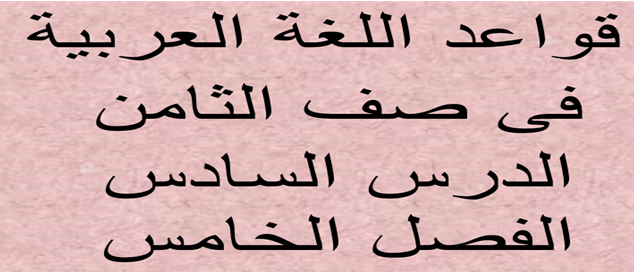 قواعد اللغة العربية
فى صف الثامن
الدرس السادس
الفصل الخامس